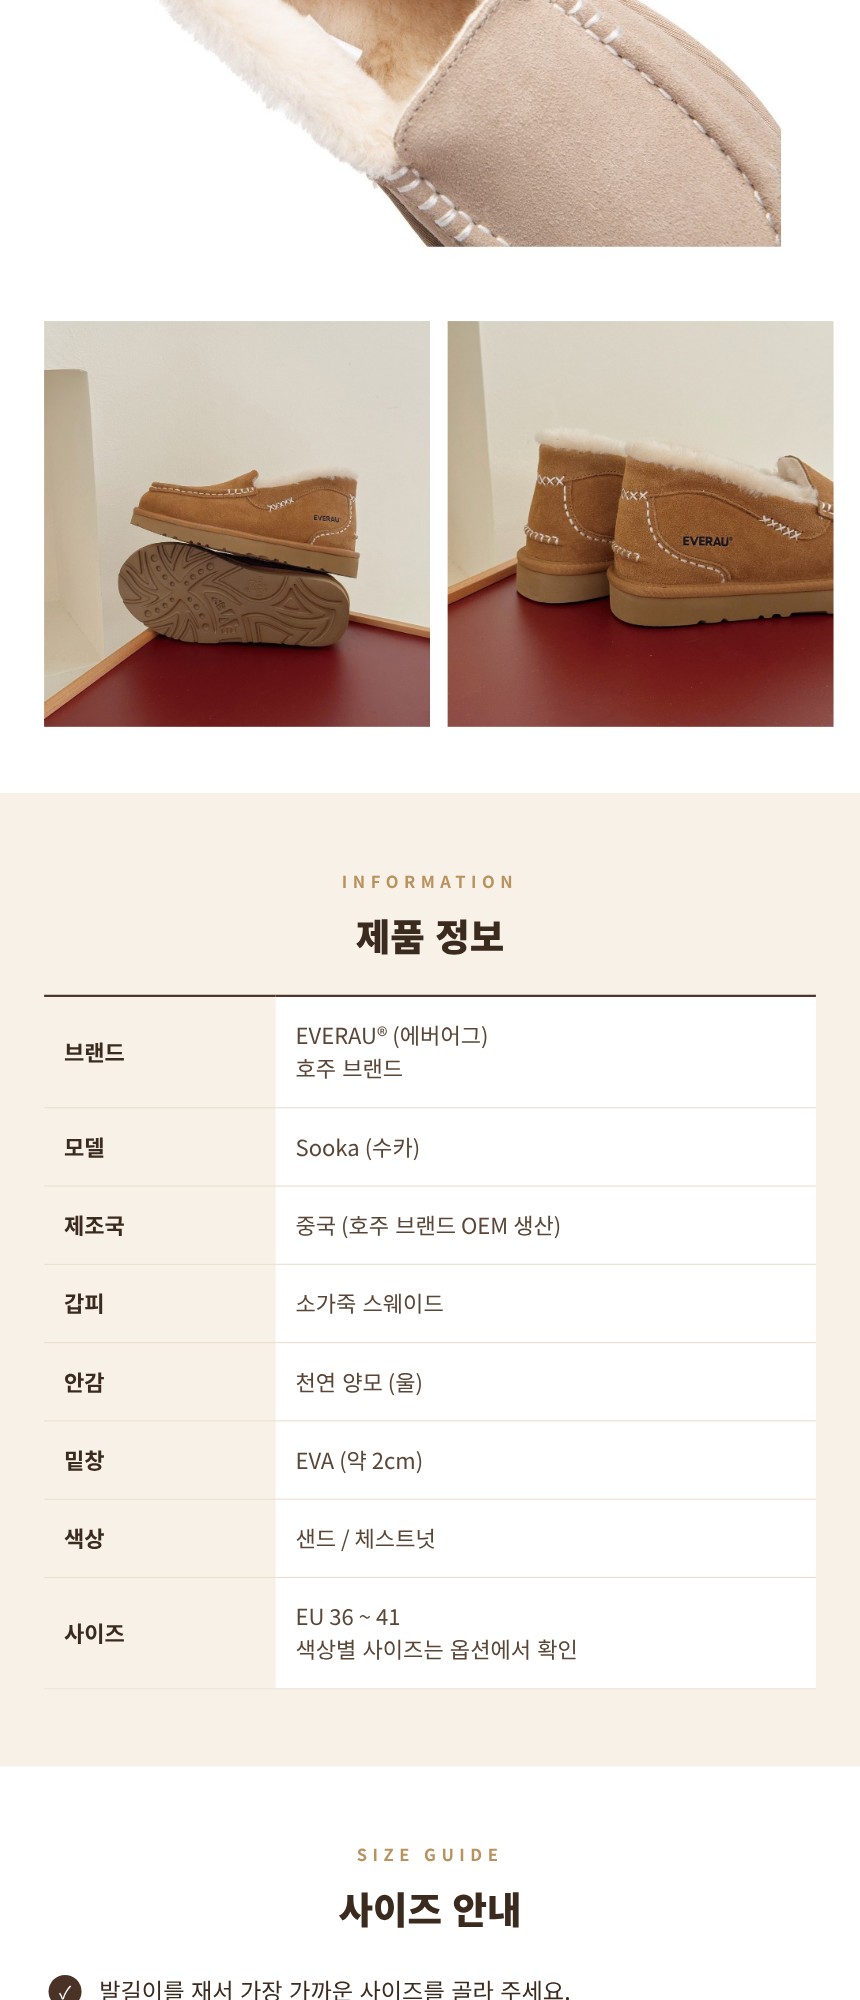 EVERAU
EVERAU®
INFORMATION
제품 정보
브랜드
EVERAU® (에버어그)
호주 브랜드
모델
Sooka (수카)
제조국
중국 (호주 브랜드 OEM 생산)
갑피
소가죽 스웨이드
안감
천연 양모 (울)
밑창
EVA (약 2cm)
색상
샌드 / 체스트넛
사이즈
EU 36 ~ 41
색상별 사이즈는 옵션에서 확인
SIZE GUIDE
사이즈 안내
발길이를 재서 가장 가까운 사이즈를 골라 주세요.